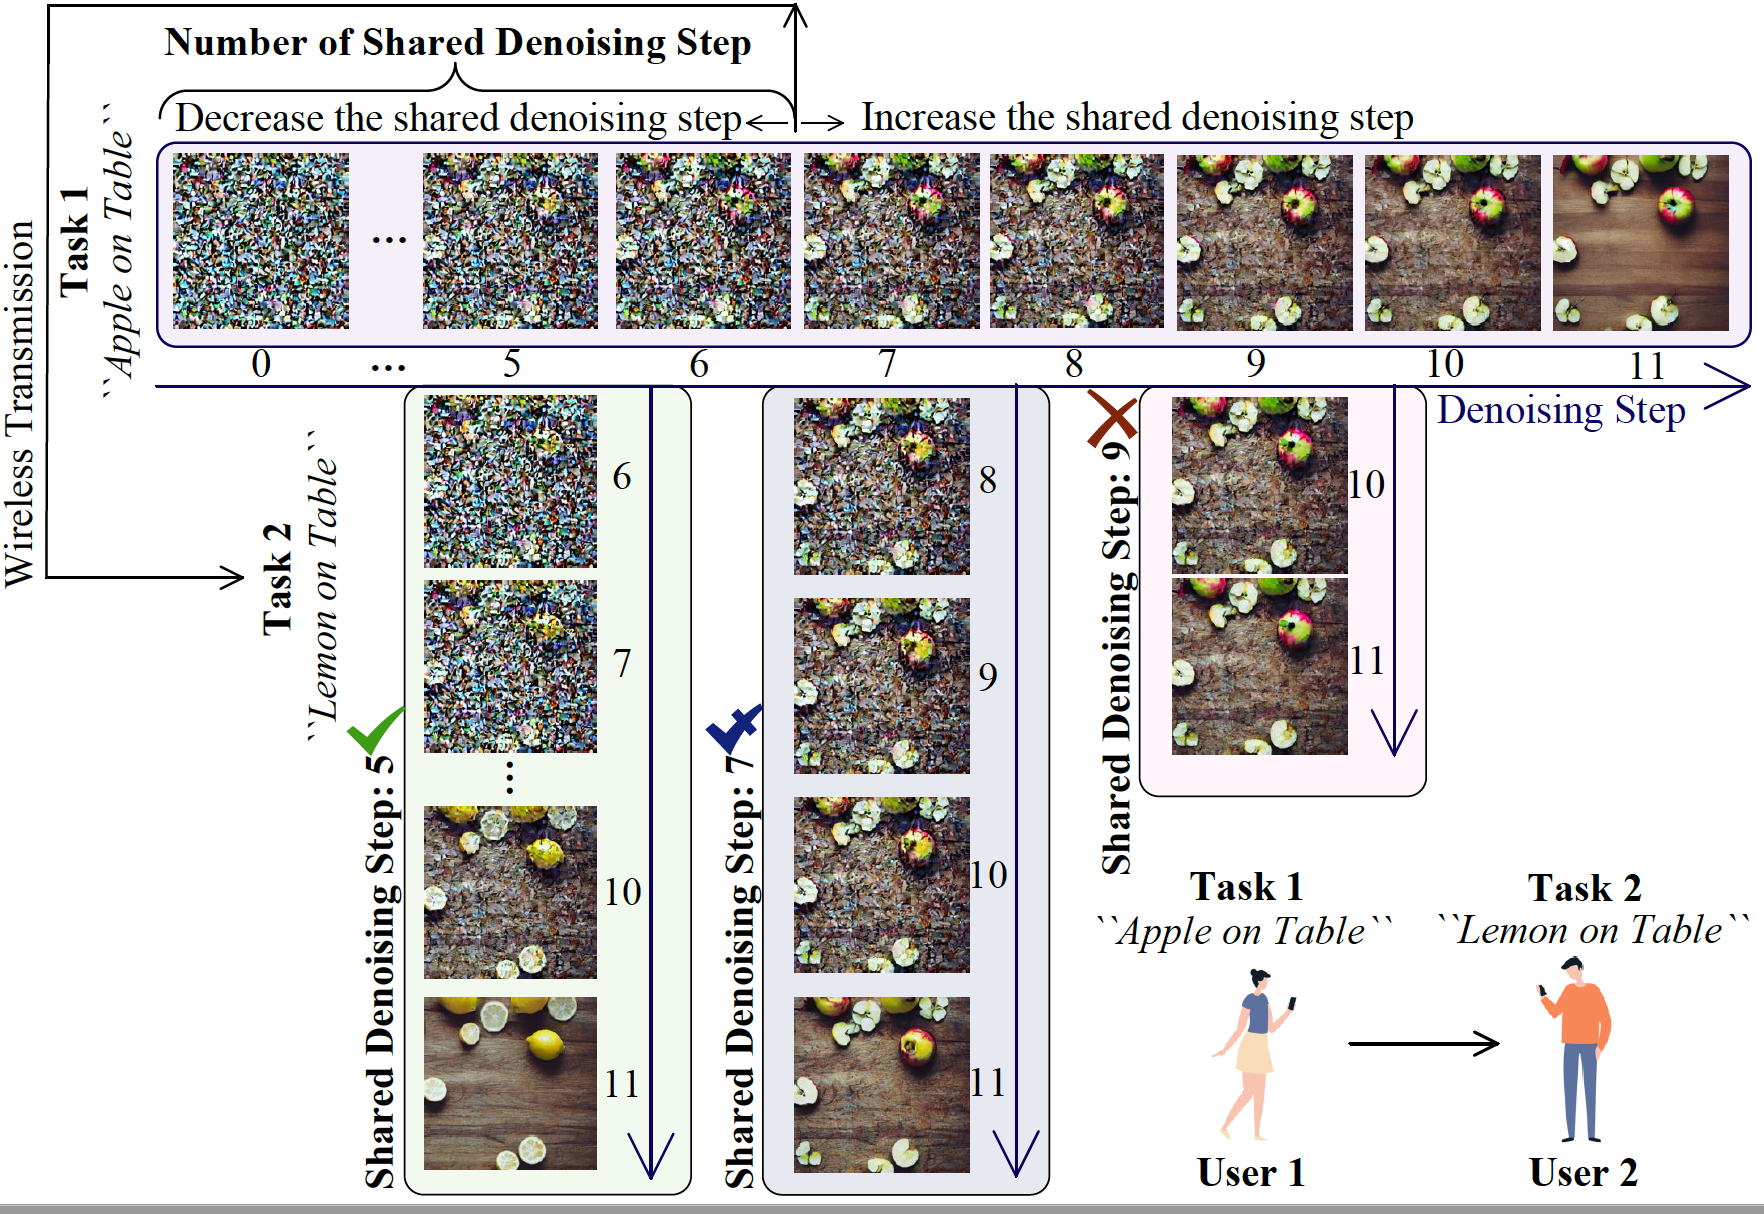 Number of Shared Denoising Step
Decrease the shared denoising step
Increase the shared denoising step
Wireless Transmission
Task 1
``Apple on Table``
...
0
...
5
6
7
8
9
10
11
Denoising Step
Task 2
``Lemon on Table``
Shared Denoising Step: 5
6
7
...
10
11
Shared Denoising Step: 7
8
9
10
11
Shared Denoising Step: 9
10
11
Task 1
``Apple on Table``
User 1
Task 2
``Lemon on Table``
User 2